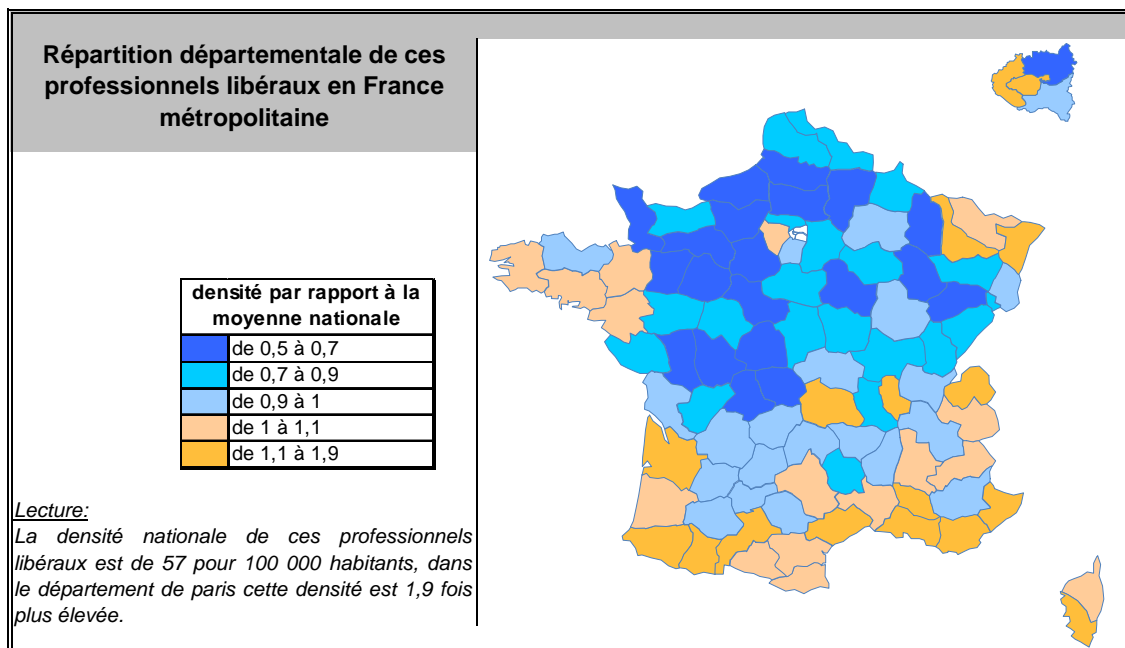 Répartition départementale de ces
professionnels libéraux en France
métropolitaine
densité par rapport à la
moyenne nationale
de 0,5 à 0,7
de 0,7 à 0,9
de 0,9 à 1
de 1 à 1,1
de 1,1 à 1,9
Lecture:
La densité nationale de ces professionnels
libéraux est de 57 pour 100 000 habitants, dans
le département de paris cette densité est 1,9 fois
plus élevée.